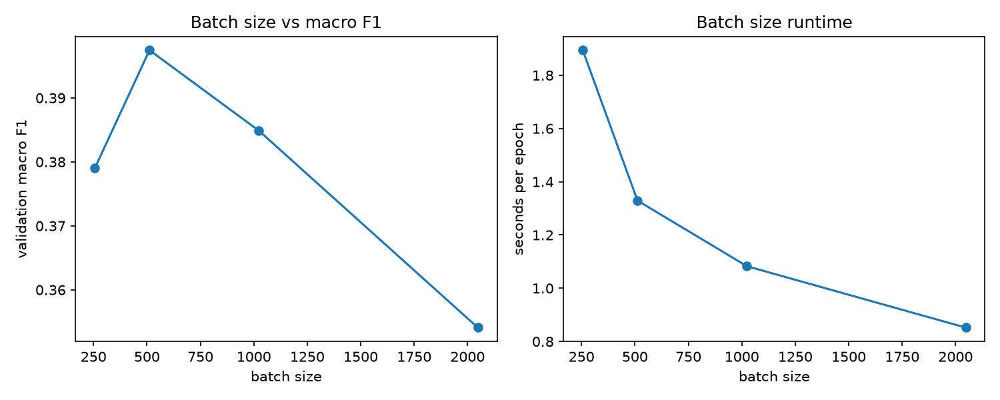 Batch size vs macro F1
validation macro F1
0.39
0.38
0.37
0.36
250 500 750 1000 1250 1500 1750 2000
batch size
Batch size runtime
seconds per epoch
1.8
1.6
1.4
1.2
1.0
0.8
250 500 750 1000 1250 1500 1750 2000
batch size